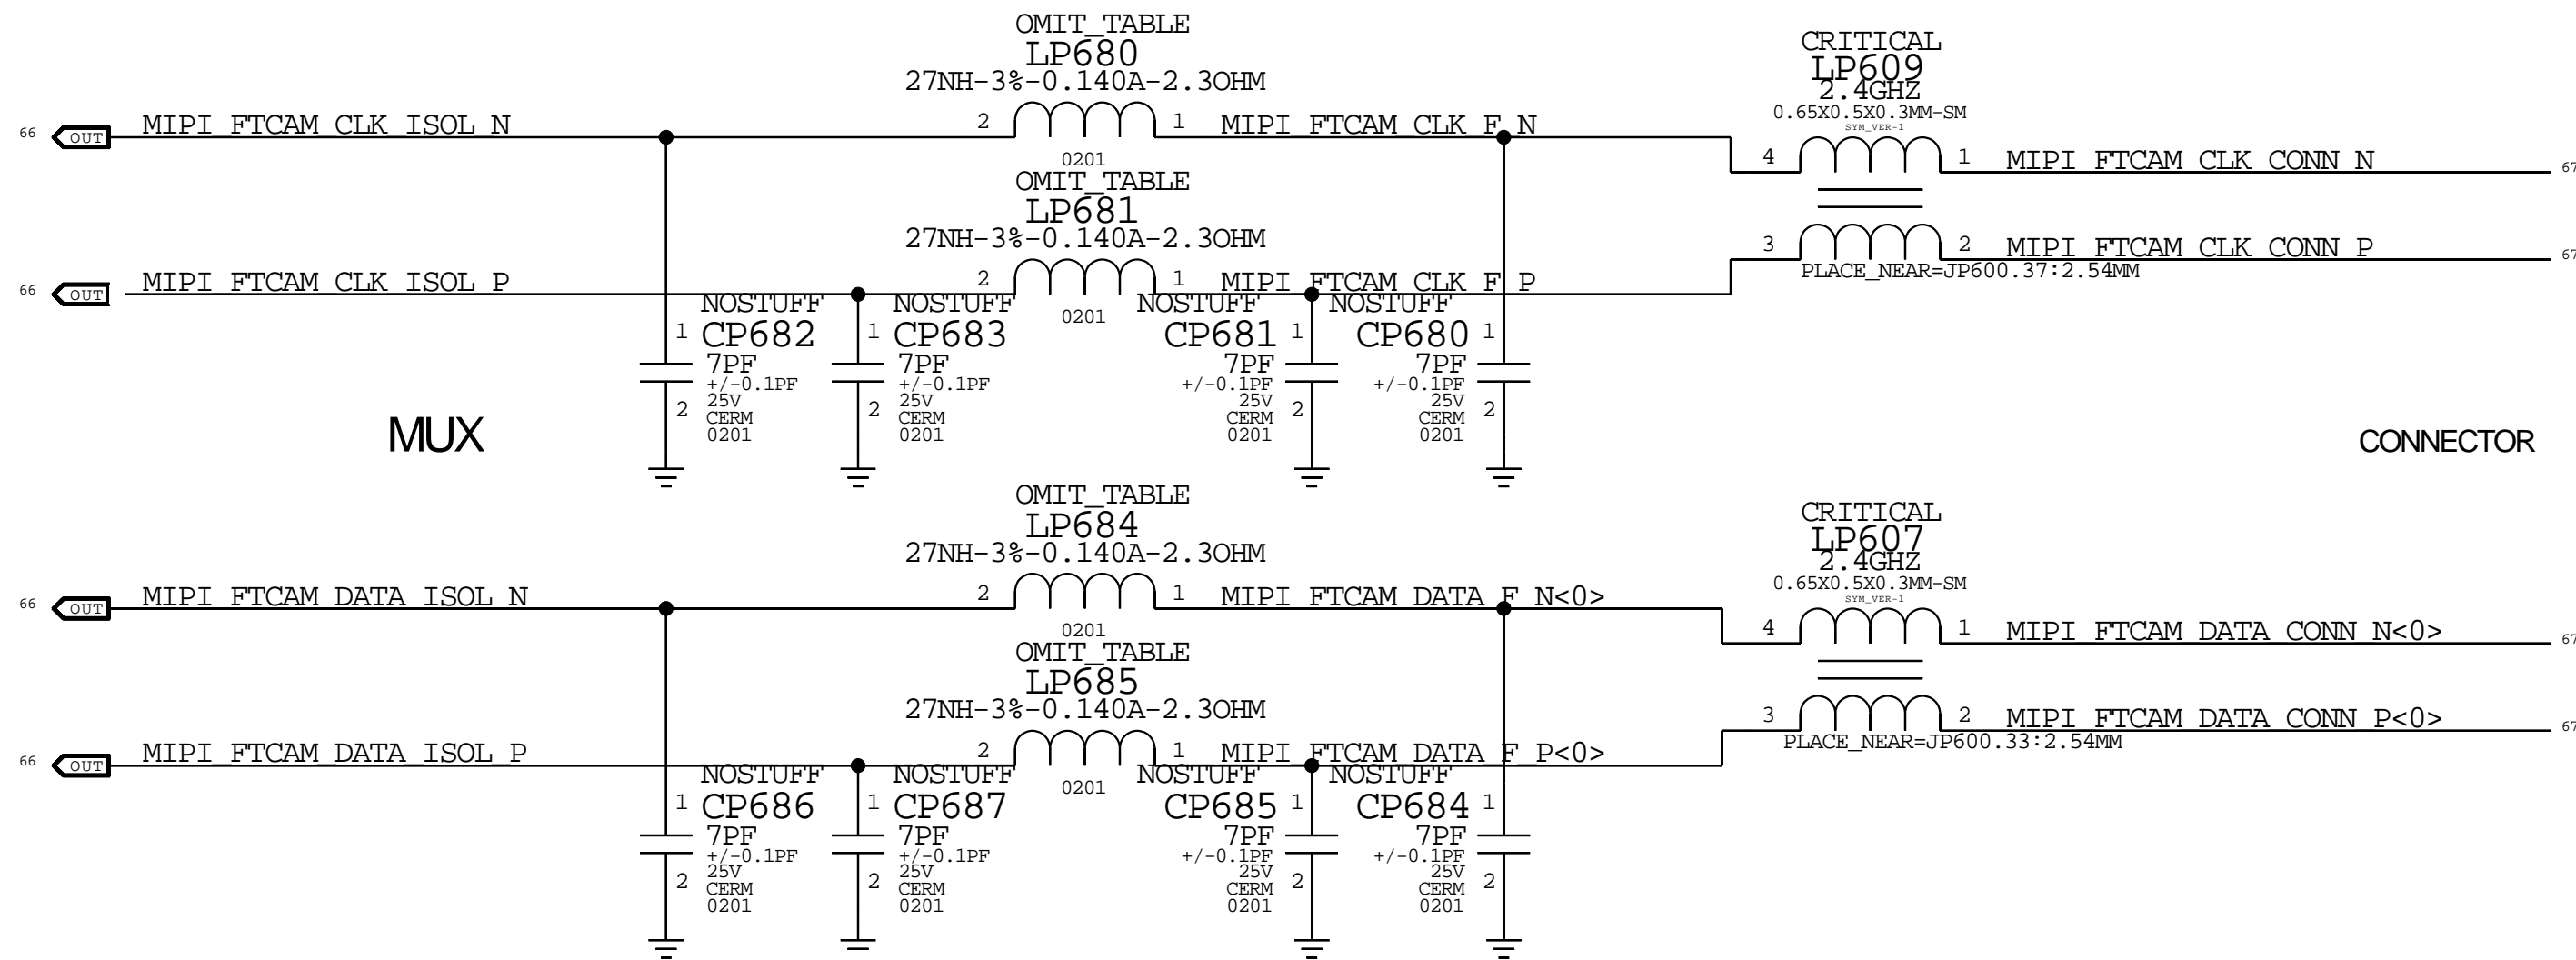 OMIT_TABLE
LP680
27NH-3%-0.140A-2.3OHM
CRITICAL
LP609
2.4GHZ
0.65X0.5X0.3MM-SM
SYM_VER-1
66 OUT MIPI_FTCAM_CLK_ISOL_N 2 1 MIPI_FTCAM_CLK_F_N
0201
4 1 MIPI_FTCAM_CLK_CONN_N 67
OMIT_TABLE
LP681
27NH-3%-0.140A-2.3OHM
3 2 MIPI_FTCAM_CLK_CONN_P 67
PLACE_NEAR=JP600.37:2.54MM
66 OUT MIPI_FTCAM_CLK_ISOL_P 2 1 MIPI_FTCAM_CLK_F_P
0201
NOSTUFF NOSTUFF NOSTUFF NOSTUFF
1 CP682 1 CP683 CP681 1 CP680 1
7PF 7PF 7PF 7PF
+/-0.1PF +/-0.1PF +/-0.1PF +/-0.1PF
25V 25V 25V 25V
2 CERM 2 CERM CERM 2 CERM 2
0201 0201 0201 0201
MUX CONNECTOR
OMIT_TABLE
LP684
27NH-3%-0.140A-2.3OHM
CRITICAL
LP607
2.4GHZ
0.65X0.5X0.3MM-SM
SYM_VER-1
66 OUT MIPI_FTCAM_DATA_ISOL_N 2 1 MIPI_FTCAM_DATA_F_N<0>
0201
4 1 MIPI_FTCAM_DATA_CONN_N<0> 67
OMIT_TABLE
LP685
27NH-3%-0.140A-2.3OHM
3 2 MIPI_FTCAM_DATA_CONN_P<0> 67
PLACE_NEAR=JP600.33:2.54MM
66 OUT MIPI_FTCAM_DATA_ISOL_P 2 1 MIPI_FTCAM_DATA_F_P<0>
0201
NOSTUFF NOSTUFF NOSTUFF NOSTUFF
1 CP686 1 CP687 CP685 1 CP684 1
7PF 7PF 7PF 7PF
+/-0.1PF +/-0.1PF +/-0.1PF +/-0.1PF
25V 25V 25V 25V
2 CERM 2 CERM CERM 2 CERM 2
0201 0201 0201 0201